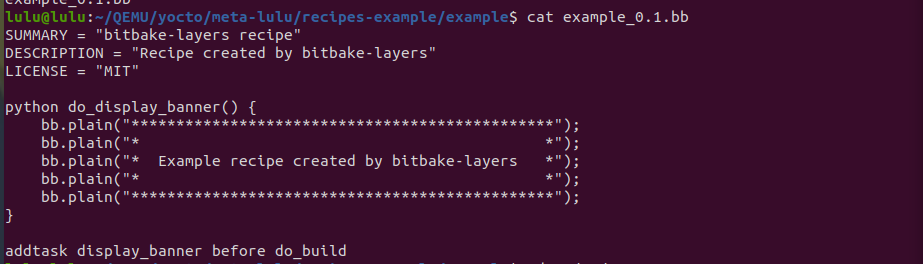 lulu@lulu:~/QEMU/yocto/meta-lulu/recipes-example/example$ cat example_0.1.bb
SUMMARY = "bitbake-layers recipe"
DESCRIPTION = "Recipe created by bitbake-layers"
LICENSE = "MIT"
python do_display_banner() {
    bb.plain("***********************************************");
    bb.plain("*                                             *");
    bb.plain("*  Example recipe created by bitbake-layers   *");
    bb.plain("*                                             *");
    bb.plain("***********************************************");
}
addtask display_banner before do_build